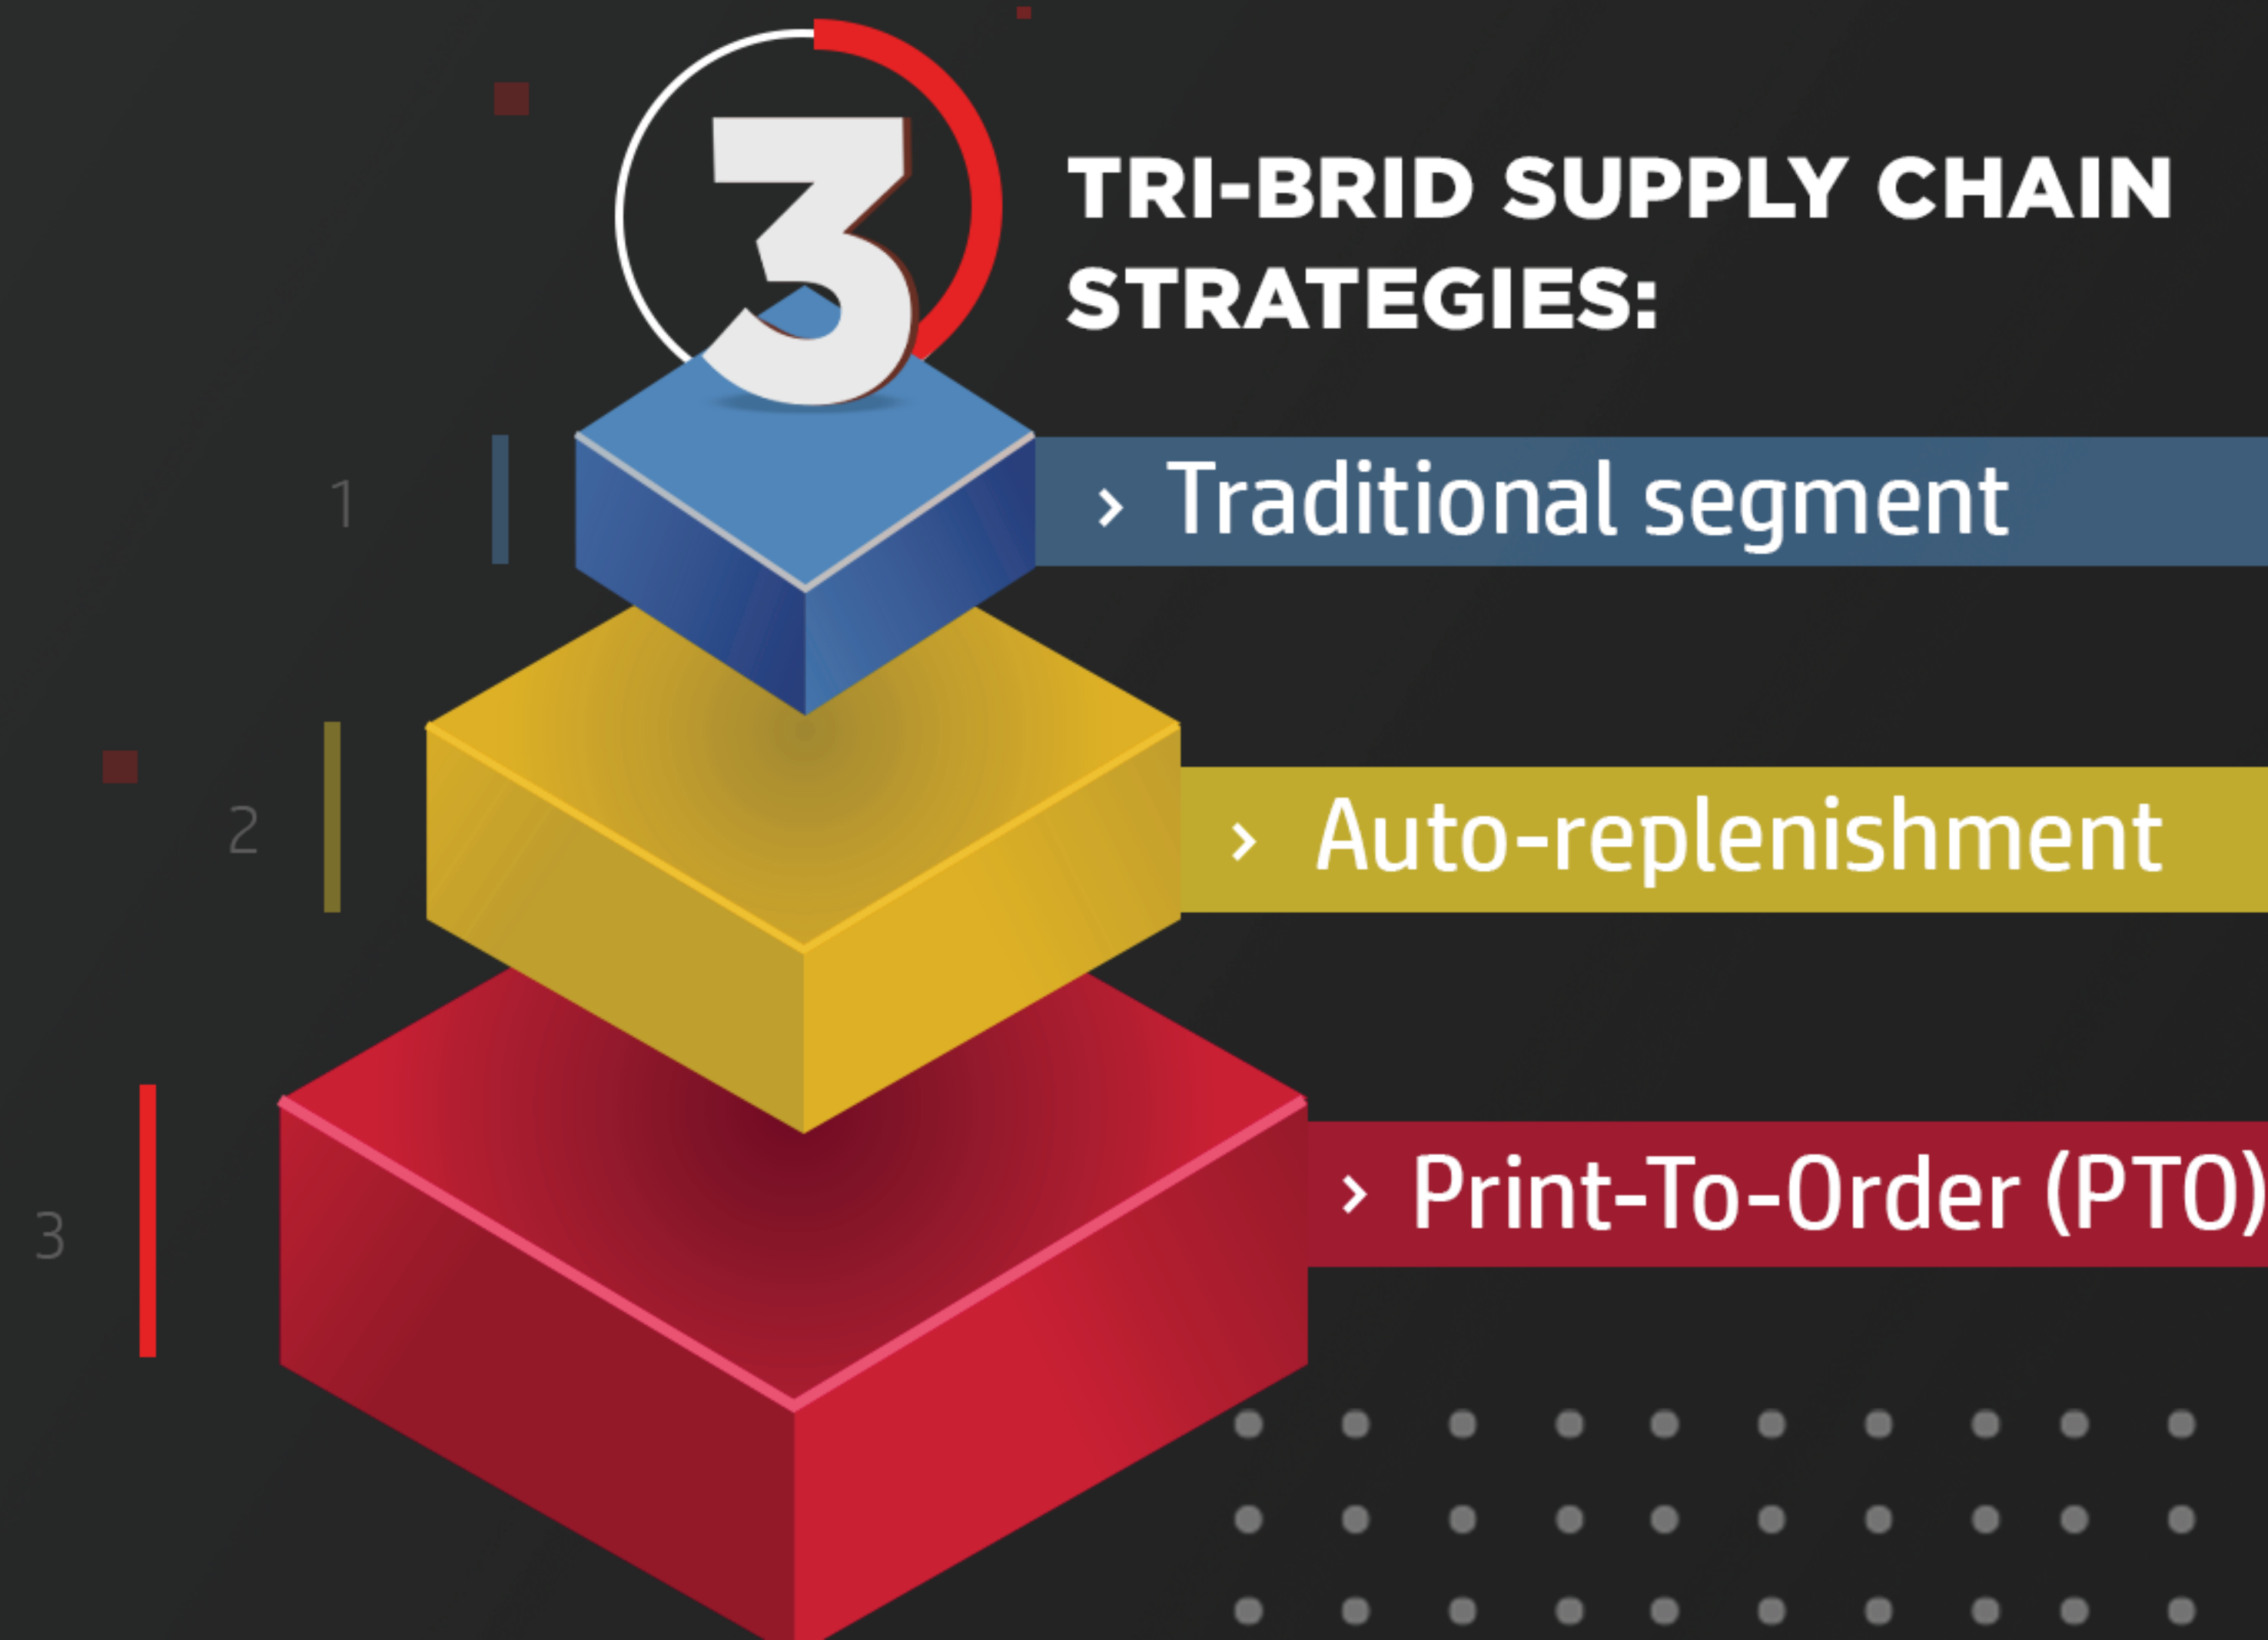 3
TRI-BRID SUPPLY CHAIN
STRATEGIES:
1
> Traditional segment
2
> Auto-replenishment
3
> Print-To-Order (PTO)